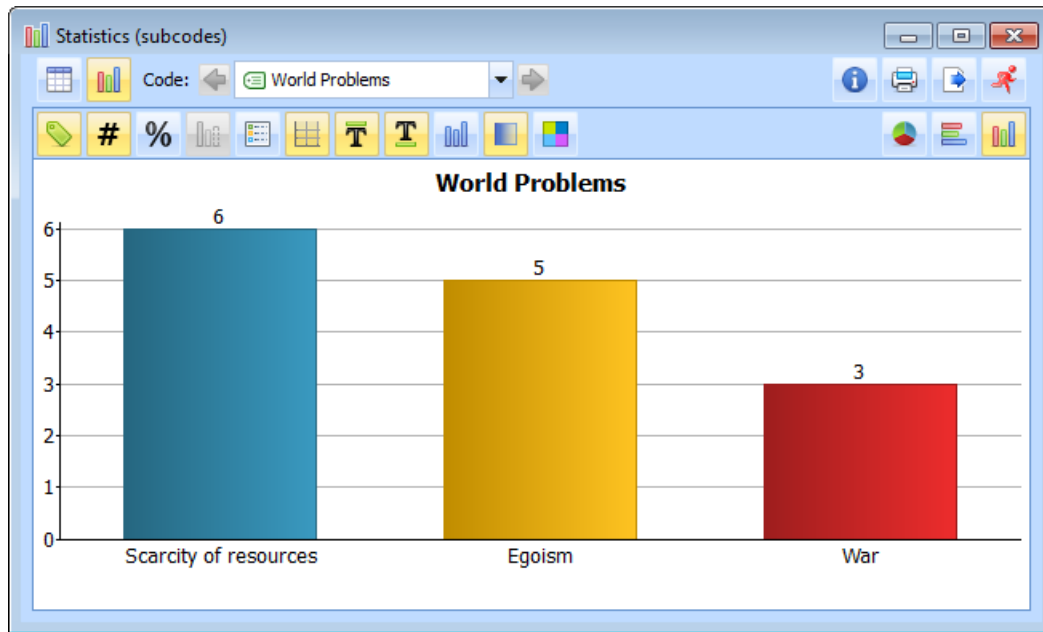 Statistics (subcodes)
Code: World Problems
# % T T
World Problems
6
5
3
6
5
4
3
2
1
0
Scarcity of resources Egoism War